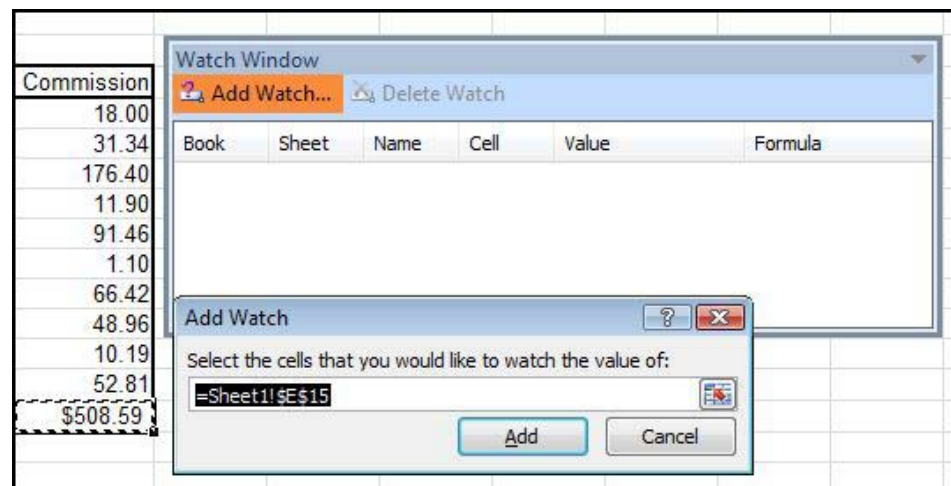 Commission
18.00
31.34
176.40
11.90
91.46
1.10
66.42
48.96
10.19
52.81
$508.59
Watch Window
Add Watch... Delete Watch
Book Sheet Name Cell Value Formula
Add Watch
Select the cells that you would like to watch the value of:
=Sheet1!$E$15
Add Cancel